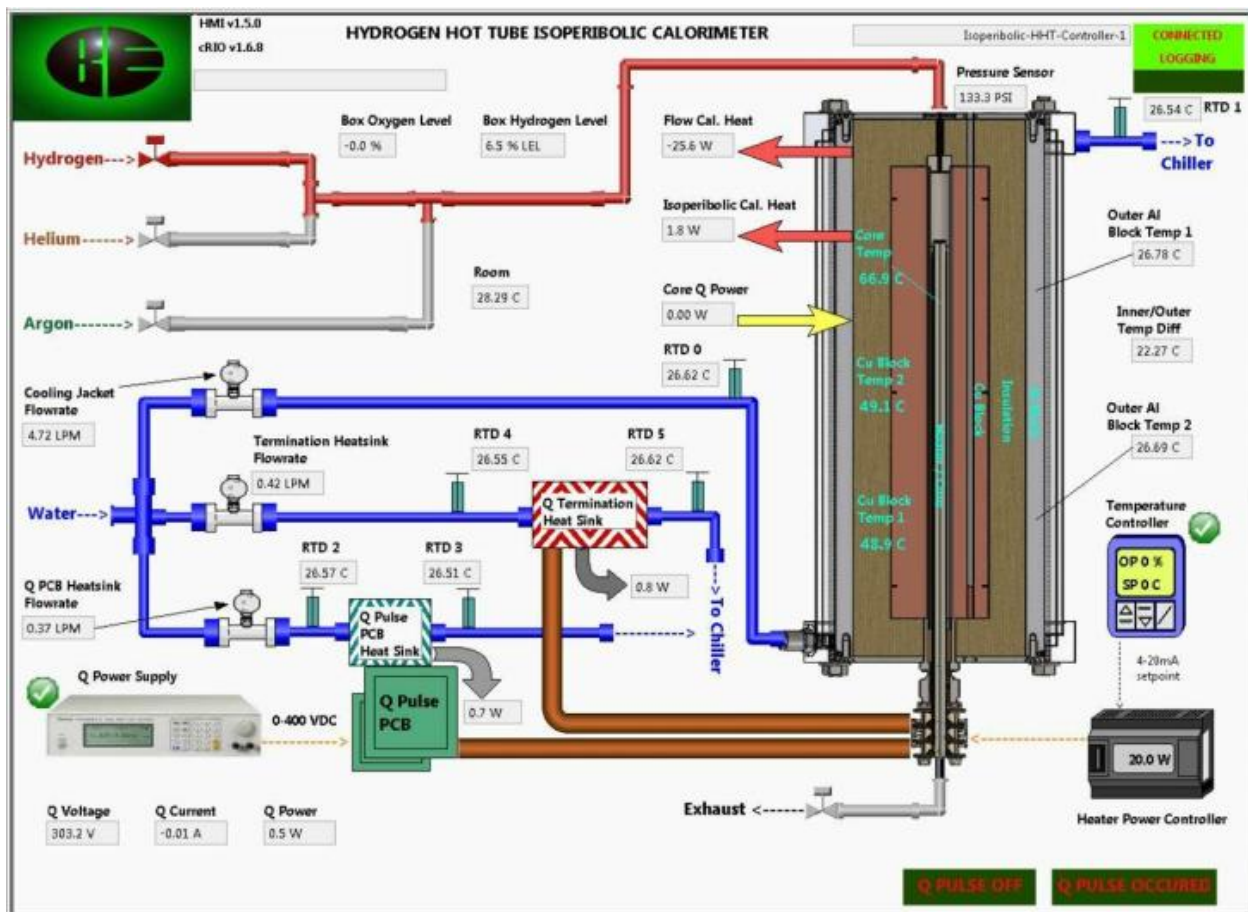 HMI v1.5.0
cRIO v1.6.8
HYDROGEN HOT TUBE ISOPERIBOLIC CALORIMETER
Isoperibolic-HHT-Controller-1
CONNECTED
LOGGING
Pressure Sensor
133.3 PSI
26.54 C RTD 1
--->To
Chiller
Box Oxygen Level
-0.0 %
Box Hydrogen Level
6.5 % LEL
Flow Cal. Heat
-25.6 W
Hydrogen--->
Isoperibolic Cal. Heat
1.8 W
Helium------>
Room
28.29 C
Core Q Power
0.00 W
Argon------->
Core
Temp
66.9 C
Outer Al
Block Temp 1
26.78 C
Inner/Outer
Temp Diff
22.27 C
RTD 0
26.62 C
Cu Block
Temp 2
49.1 C
Cu Block
Insulation
Cooling Jacket
Flowrate
4.72 LPM
Outer Al
Block Temp 2
26.69 C
Termination Heatsink
Flowrate
0.42 LPM
RTD 4
26.55 C
RTD 5
26.62 C
Water--->
Q Termination
Heat Sink
Cu Block
Temp 1
48.9 C
Temperature
Controller
OP 0 %
SP 0 C
RTD 2
26.57 C
RTD 3
26.51 C
0.8 W
Q PCB Heatsink
Flowrate
0.37 LPM
Q Pulse
PCB
Heat Sink
--->To Chiller
4-20mA
setpoint
Q Power Supply
0-400 VDC
Q Pulse
PCB
0.7 W
20.0 W
Heater Power Controller
Exhaust <-----
Q Voltage
303.2 V
Q Current
-0.01 A
Q Power
0.5 W
Q PULSE OFF
Q PULSE OCCURED